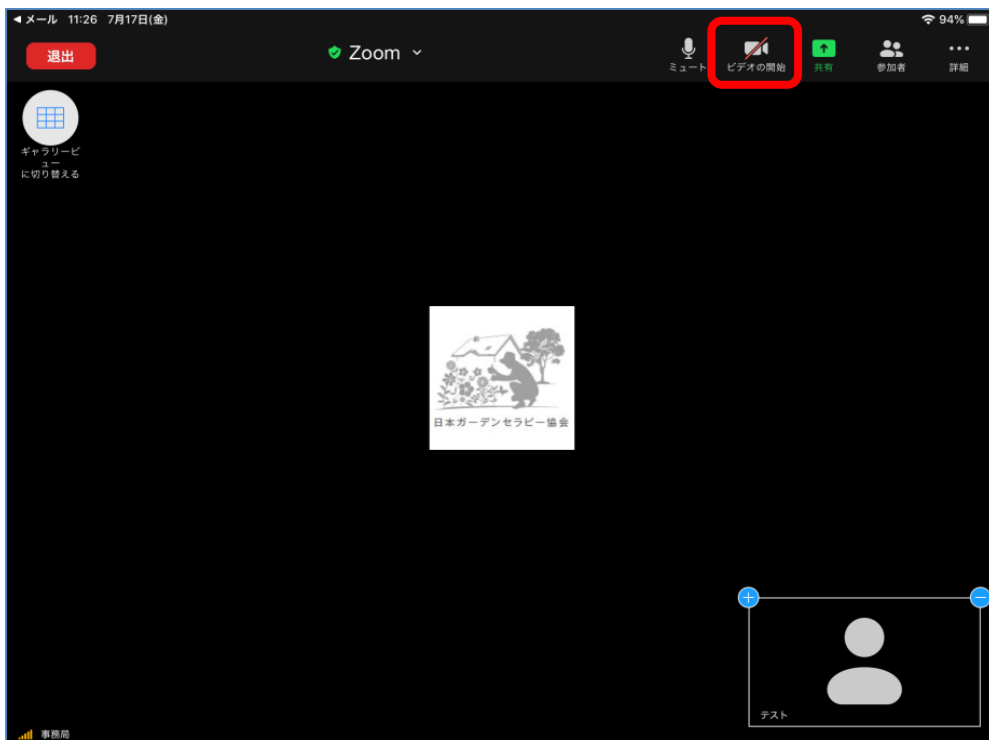 ◀メール 11:26 7月17日(金) 94%
退出
Zoom
ミュート
ビデオの開始
共有
参加者
詳細
ギャラリービ
ュー
に切り替える
日本ガーデンセラピー協会
テスト
事務局